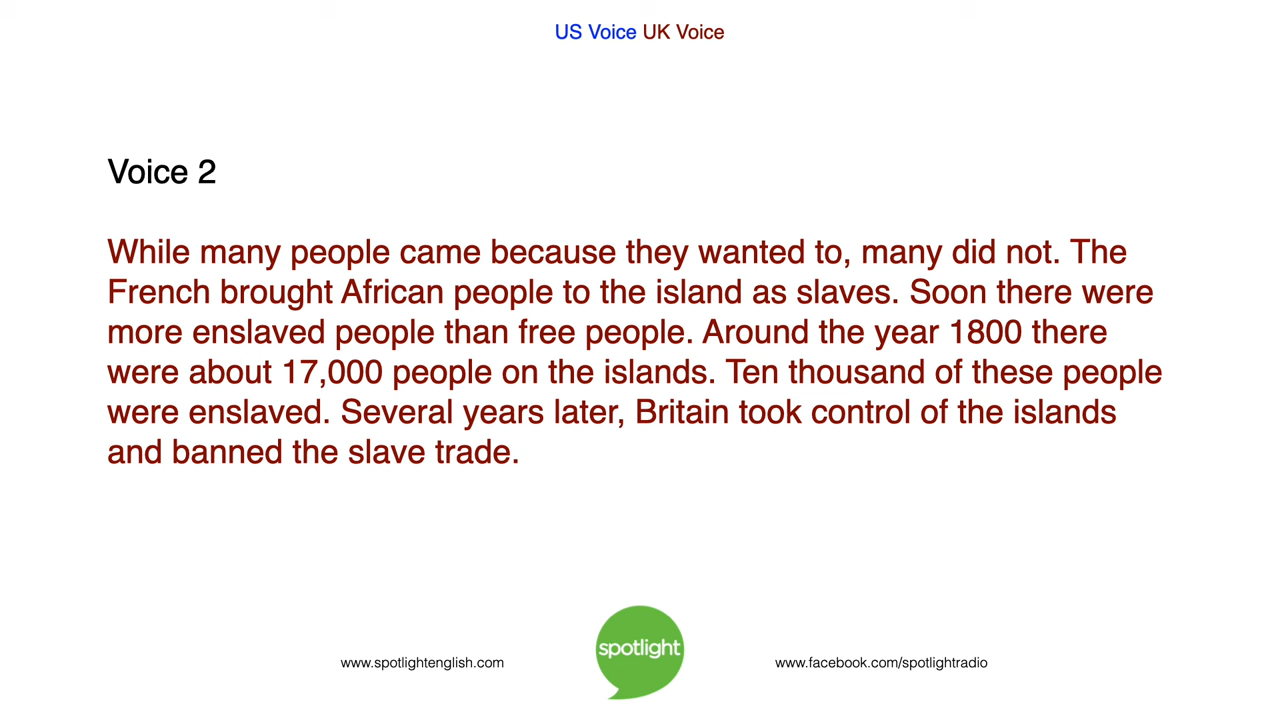 US Voice UK Voice
Voice 2
While many people came because they wanted to, many did not. The
French brought African people to the island as slaves. Soon there were
more enslaved people than free people. Around the year 1800 there
were about 17,000 people on the islands. Ten thousand of these people
were enslaved. Several years later, Britain took control of the islands
and banned the slave trade.
www.spotlightenglish.com
spotlight
www.facebook.com/spotlightradio